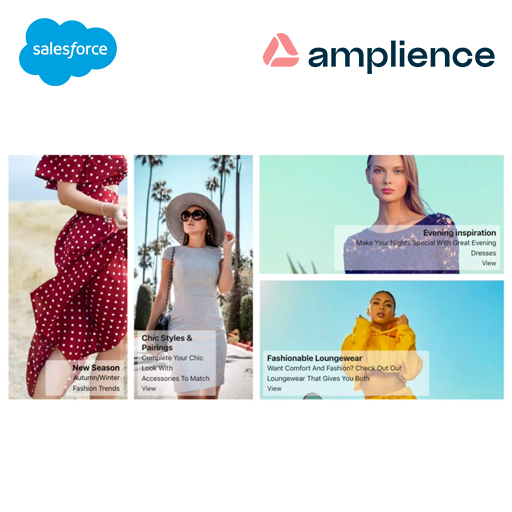 salesforce
amplience
New Season
Autumn/Winter
Fashion Trends
Chic Styles &
Pairings
Complete Your Chic
Look With
Accessories To Match
View
Evening Inspiration
Make Your Nights Special With Great Evening
Dresses
View
Fashionable Loungewear
Want Comfort And Fashion? Check Out Our
Loungewear That Gives You Both
View